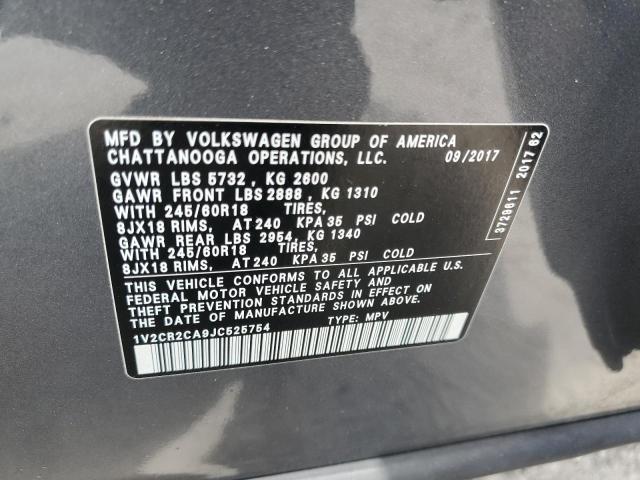 MFD BY VOLKSWAGEN GROUP OF AMERICA
CHATTANOOGA OPERATIONS, LLC. 09/2017
GVWR LBS 5732 , KG 2600
GAWR FRONT LBS 2888 , KG 1310
WITH 245/60R18 TIRES,
8JX18 RIMS, AT 240 KPA 35 PSI COLD
GAWR REAR LBS 2954, KG 1340
WITH 245/60R18 TIRES,
8JX18 RIMS, AT 240 KPA 35 PSI COLD
THIS VEHICLE CONFORMS TO ALL APPLICABLE U.S.
FEDERAL MOTOR VEHICLE SAFETY AND
THEFT PREVENTION STANDARDS IN EFFECT ON
DATE OF MANUFACTURE SHOWN ABOVE.
1V2CR2CA9JC525754 TYPE: MPV
3729611 2017 62